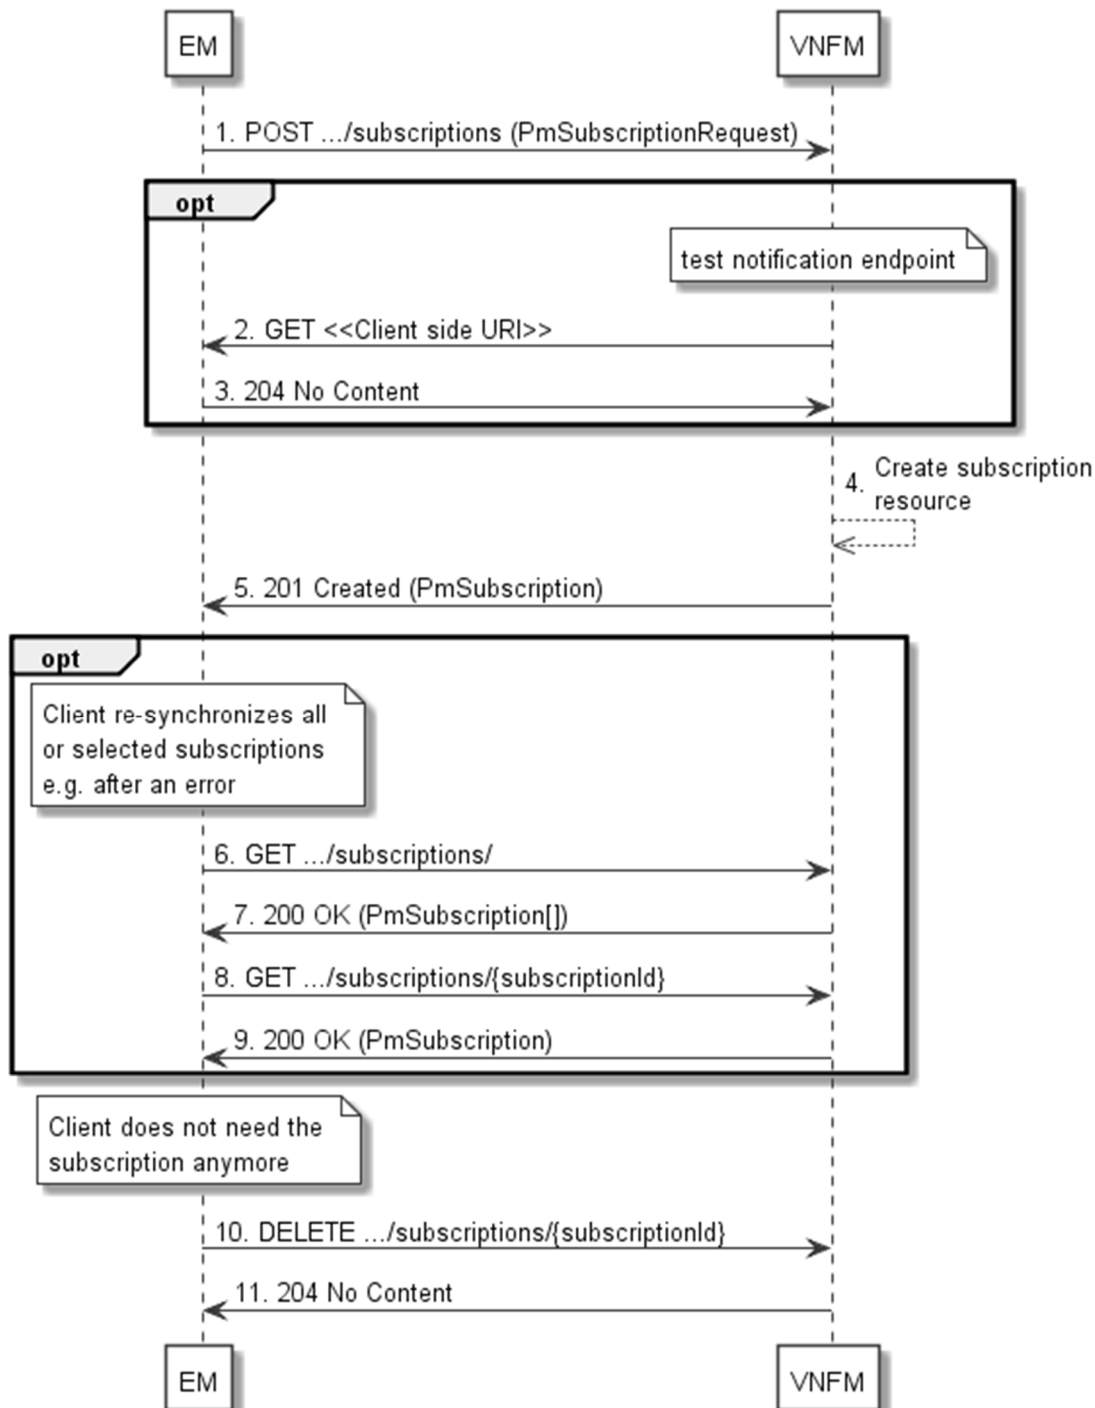 EM
VNFM
1. POST .../subscriptions (PmSubscriptionRequest)
opt
test notification endpoint
2. GET <<Client side URI>>
3. 204 No Content
4. Create subscription
resource
5. 201 Created (PmSubscription)
opt
Client re-synchronizes all
or selected subscriptions
e.g. after an error
6. GET .../subscriptions/
7. 200 OK (PmSubscription[])
8. GET .../subscriptions/{subscriptionId}
9. 200 OK (PmSubscription)
Client does not need the
subscription anymore
10. DELETE .../subscriptions/{subscriptionId}
11. 204 No Content
EM
VNFM